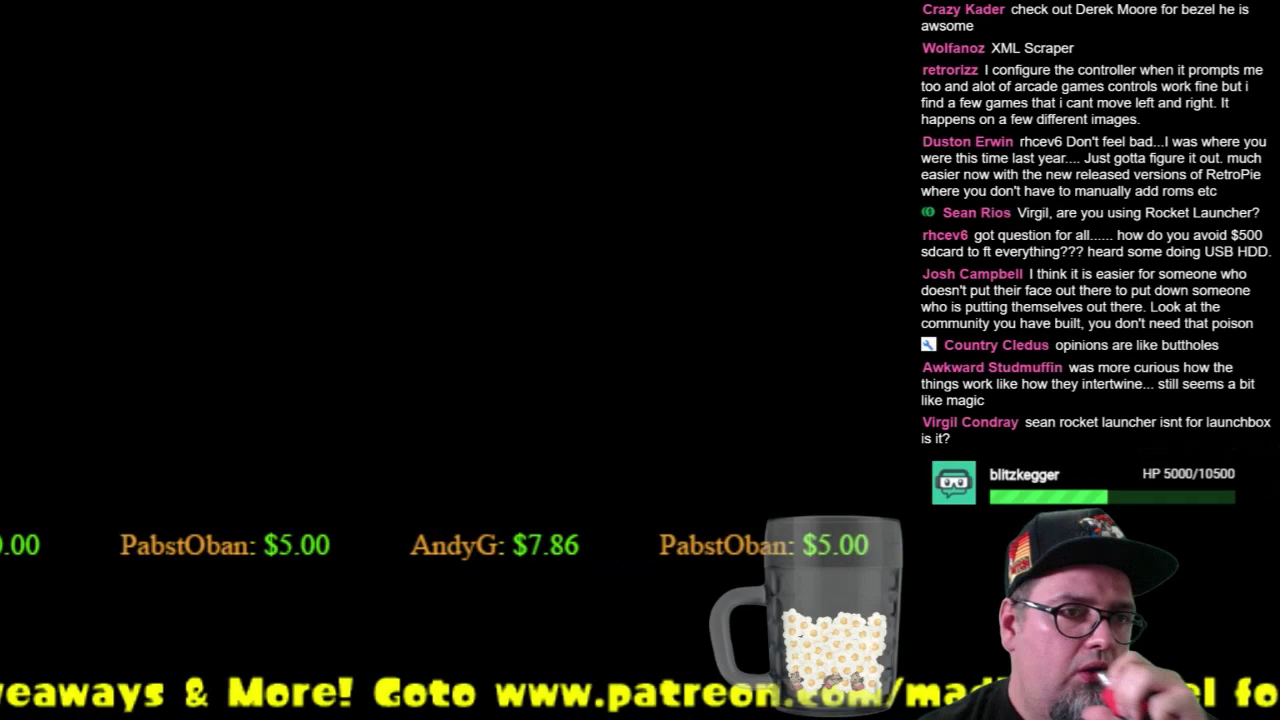 Crazy Kader check out Derek Moore for bezel he is
awsome
Wolfanoz XML Scraper
retrorizz I configure the controller when it prompts me
too and alot of arcade games controls work fine but i
find a few games that i cant move left and right. It
happens on a few different images.
Duston Erwin rhcev6 Don't feel bad...I was where you
were this time last year.... Just gotta figure it out. much
easier now with the new released versions of RetroPie
where you don't have to manually add roms etc
Sean Rios Virgil, are you using Rocket Launcher?
rhcev6 got question for all...... how do you avoid $500
sdcard to ft everything??? heard some doing USB HDD.
Josh Campbell I think it is easier for someone who
doesn't put their face out there to put down someone
who is putting themselves out there. Look at the
community you have built, you don't need that poison
Country Cledus opinions are like buttholes
Awkward Studmuffin was more curious how the
things work like how they intertwine... still seems a bit
like magic
Virgil Condray sean rocket launcher isnt for launchbox
is it?
blitzkegger HP 5000/10500
0.00 PabstOban: $5.00 AndyG: $7.86 PabstOban: $5.00
veaways & More! Goto www.patreon.com/mad el fo